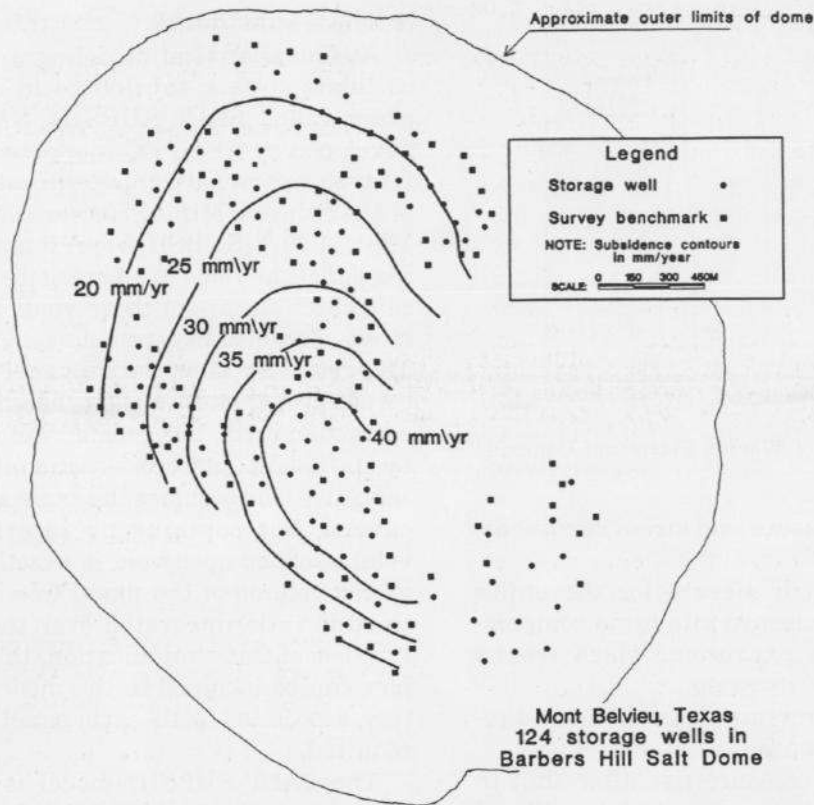 Approximate outer limits of dome
Legend
Storage well
Survey benchmark
NOTE: Subsidence contours
in mm/year
SCALE: 0 150 300 450M
20 mm/yr
25 mm\yr
30 mm\yr
35 mm\yr
40 mm\yr
Mont Belvieu, Texas
124 storage wells in
Barbers Hill Salt Dome